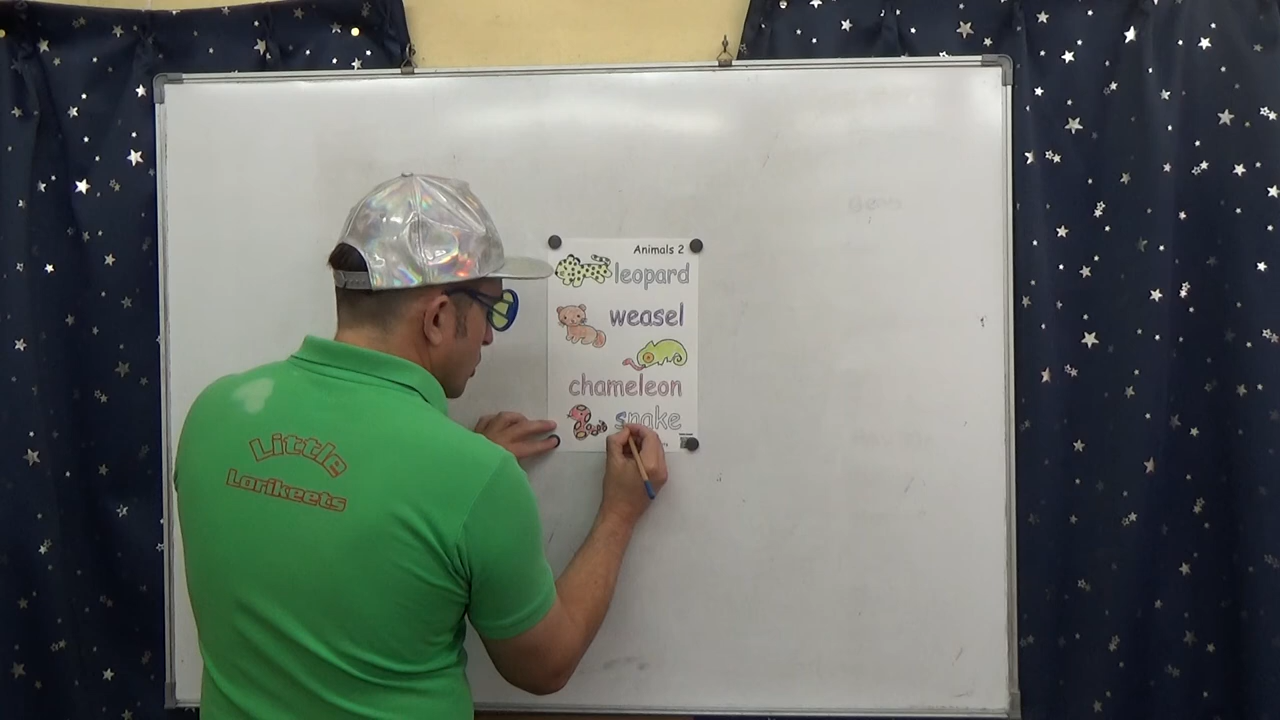 Animals 2
leopard
weasel
chameleon
snake
Little
Lorikeets